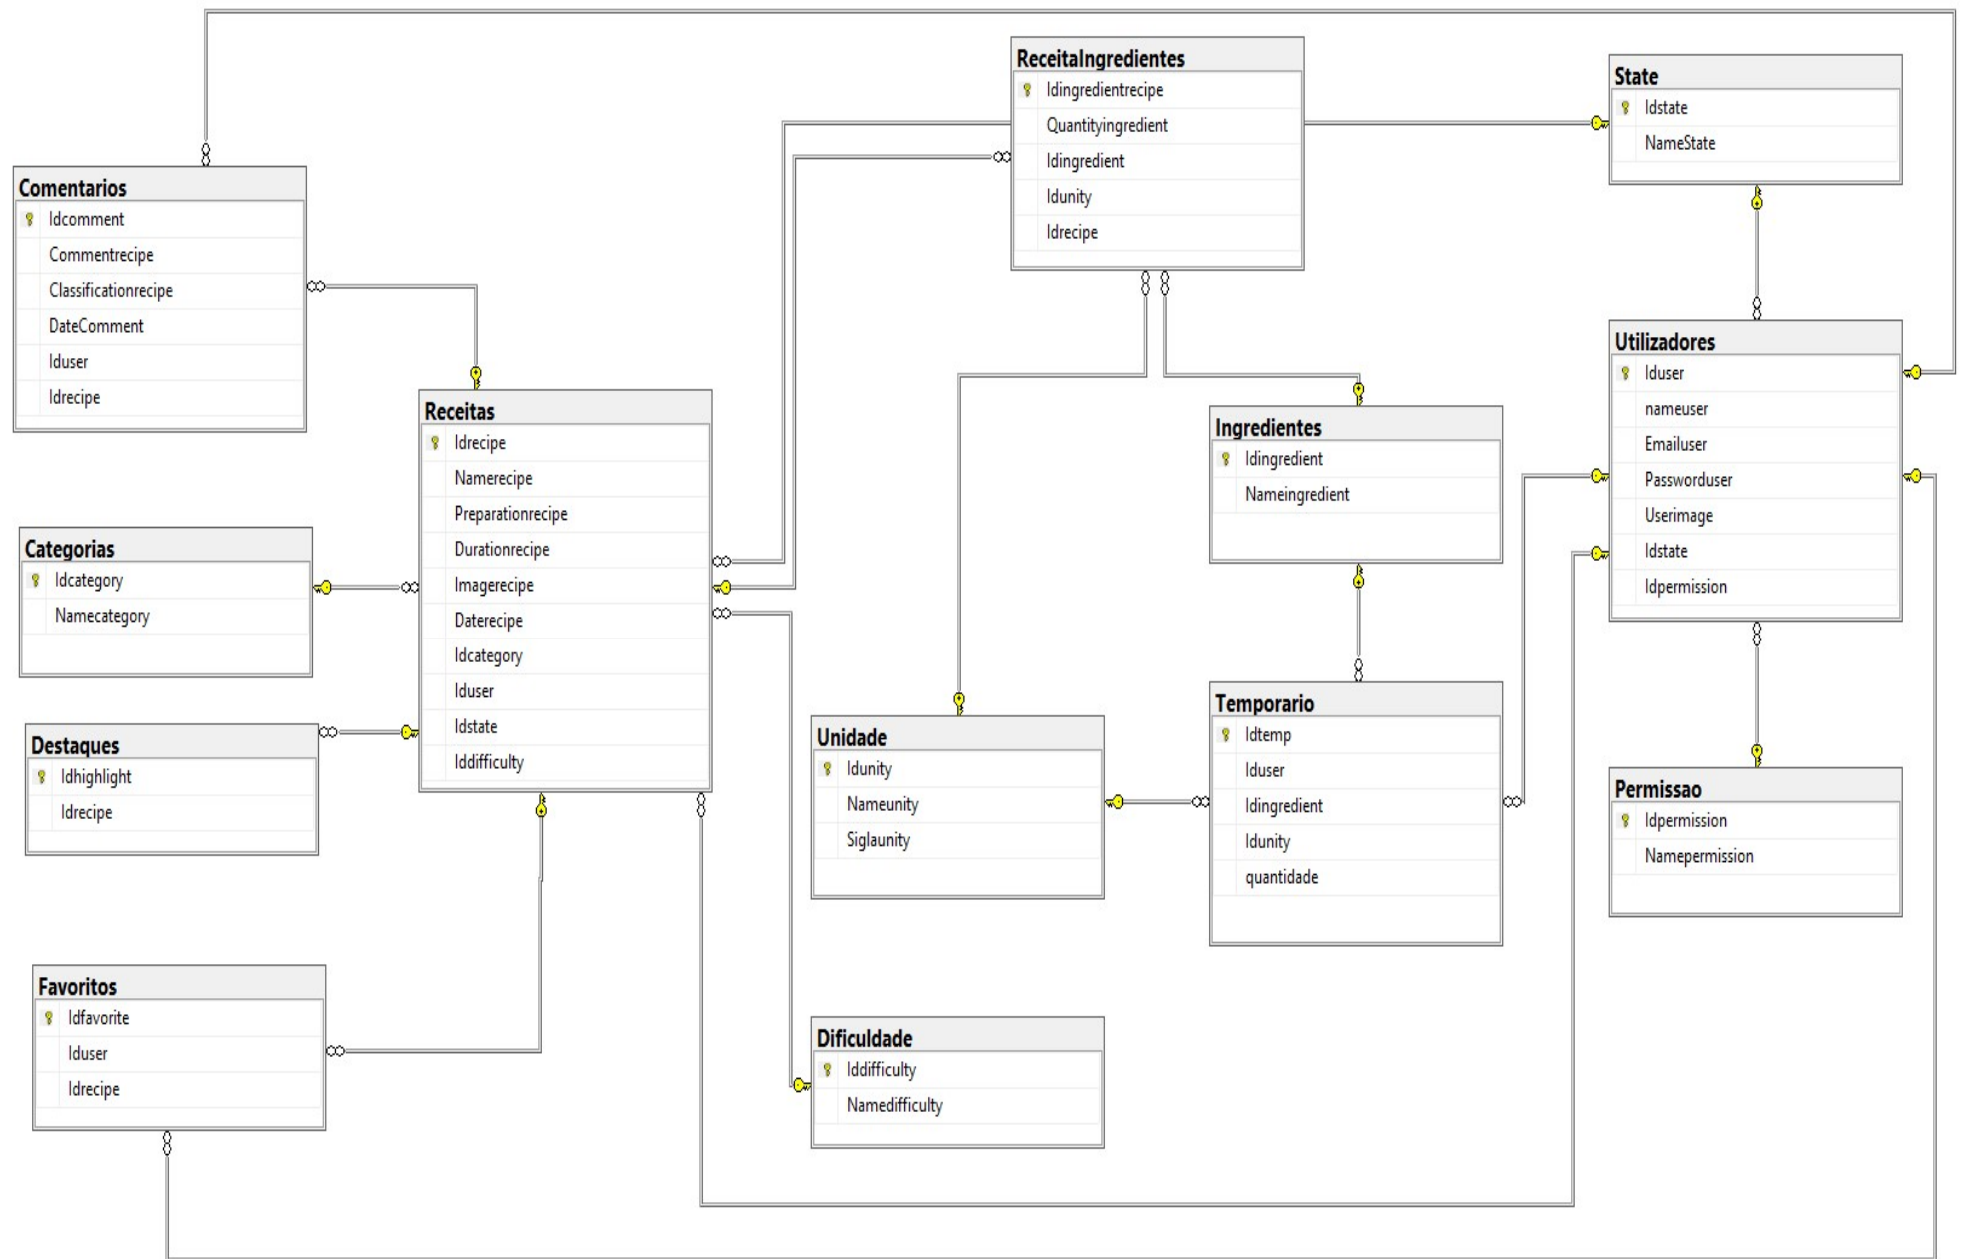 ReceitaIngredientes
Idingredientrecipe
Quantityingredient
Idingredient
Idunity
Idrecipe
State
Idstate
NameState
Comentarios
Idcomment
Commentrecipe
Classificationrecipe
DateComment
Iduser
Idrecipe
Utilizadores
Iduser
nameuser
Emailuser
Passworduser
Userimage
Idstate
Idpermission
Receitas
Idrecipe
Namerecipe
Preparationrecipe
Durationrecipe
Imagerecipe
Daterecipe
Idcategory
Iduser
Idstate
Iddifficulty
Ingredientes
Idingredient
Nameingredient
Categorias
Idcategory
Namecategory
Destaques
Idhighlight
Idrecipe
Unidade
Idunity
Nameunity
Siglaunity
Temporario
Idtemp
Iduser
Idingredient
Idunity
quantidade
Permissao
Idpermission
Namepermission
Favoritos
Idfavorite
Iduser
Idrecipe
Dificuldade
Iddifficulty
Namedifficulty